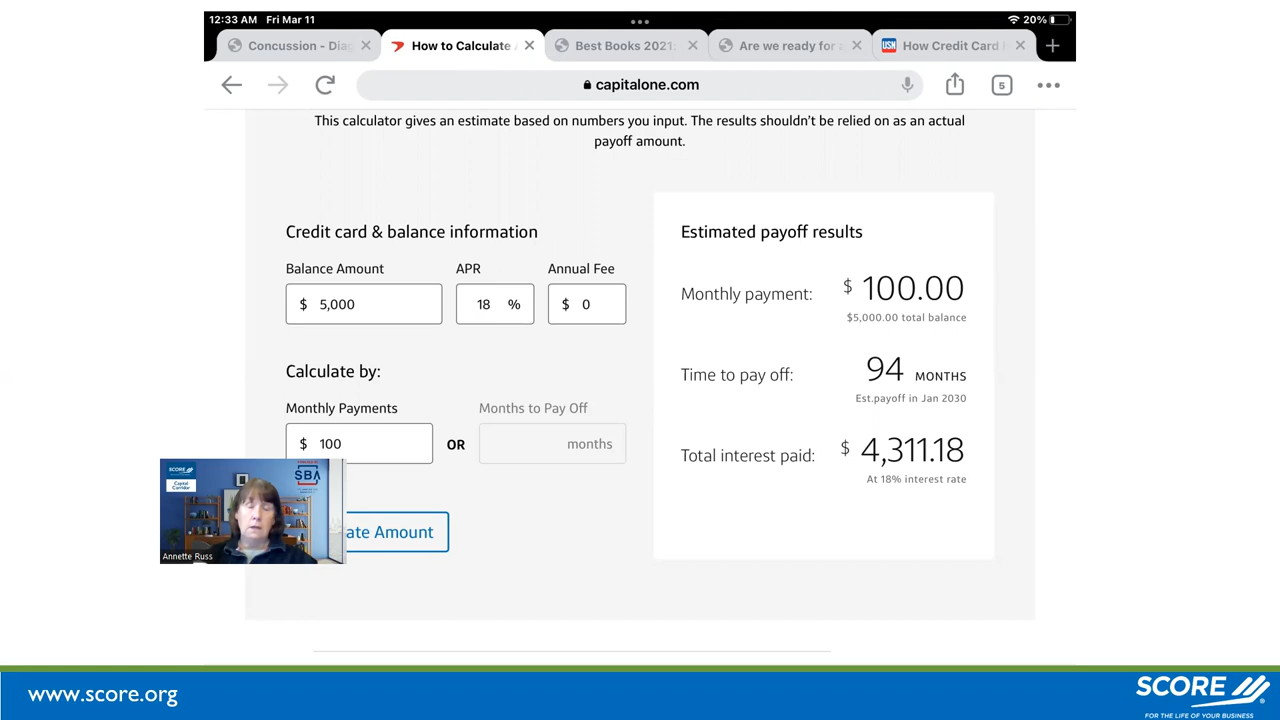 12:33 AM Fri Mar 11
20%
Concussion - Diag
How to Calculate
Best Books 2021:
Are we ready for a
USN
How Credit Card
capitalone.com
5
This calculator gives an estimate based on numbers you input. The results shouldn't be relied on as an actual
payoff amount.
Credit card & balance information
Balance Amount
APR
Annual Fee
$ 5,000
18 %
$ 0
Calculate by:
Monthly Payments
Months to Pay Off
$ 100
OR
months
ate Amount
Estimated payoff results
Monthly payment:
$ 100.00
$5,000.00 total balance
Time to pay off:
94 MONTHS
Est.payoff in Jan 2030
Total interest paid:
$ 4,311.18
At 18% interest rate
SCORE
Capital
Corridor
SBA
Annette Russ
www.score.org
SCORE
FOR THE LIFE OF YOUR BUSINESS